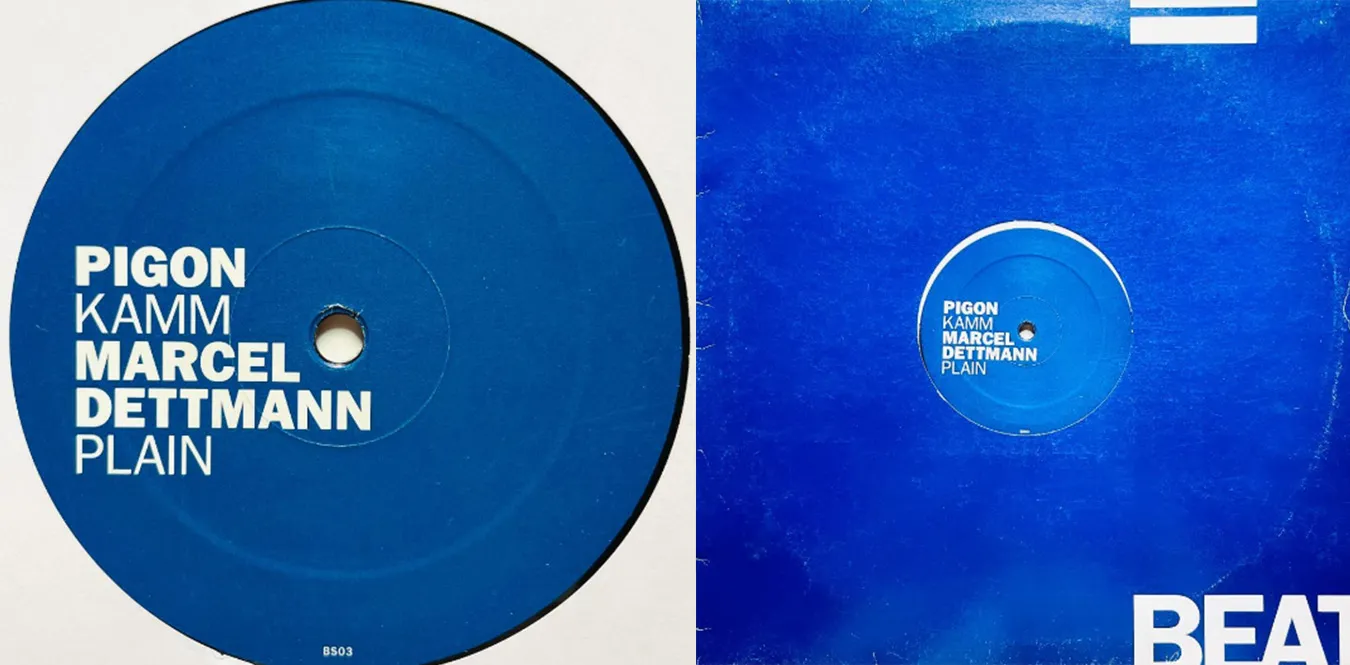 PIGON
KAMM
MARCEL
DETTMANN
PLAIN
BS03
PIGON
KAMM
MARCEL
DETTMANN
PLAIN
BEAT